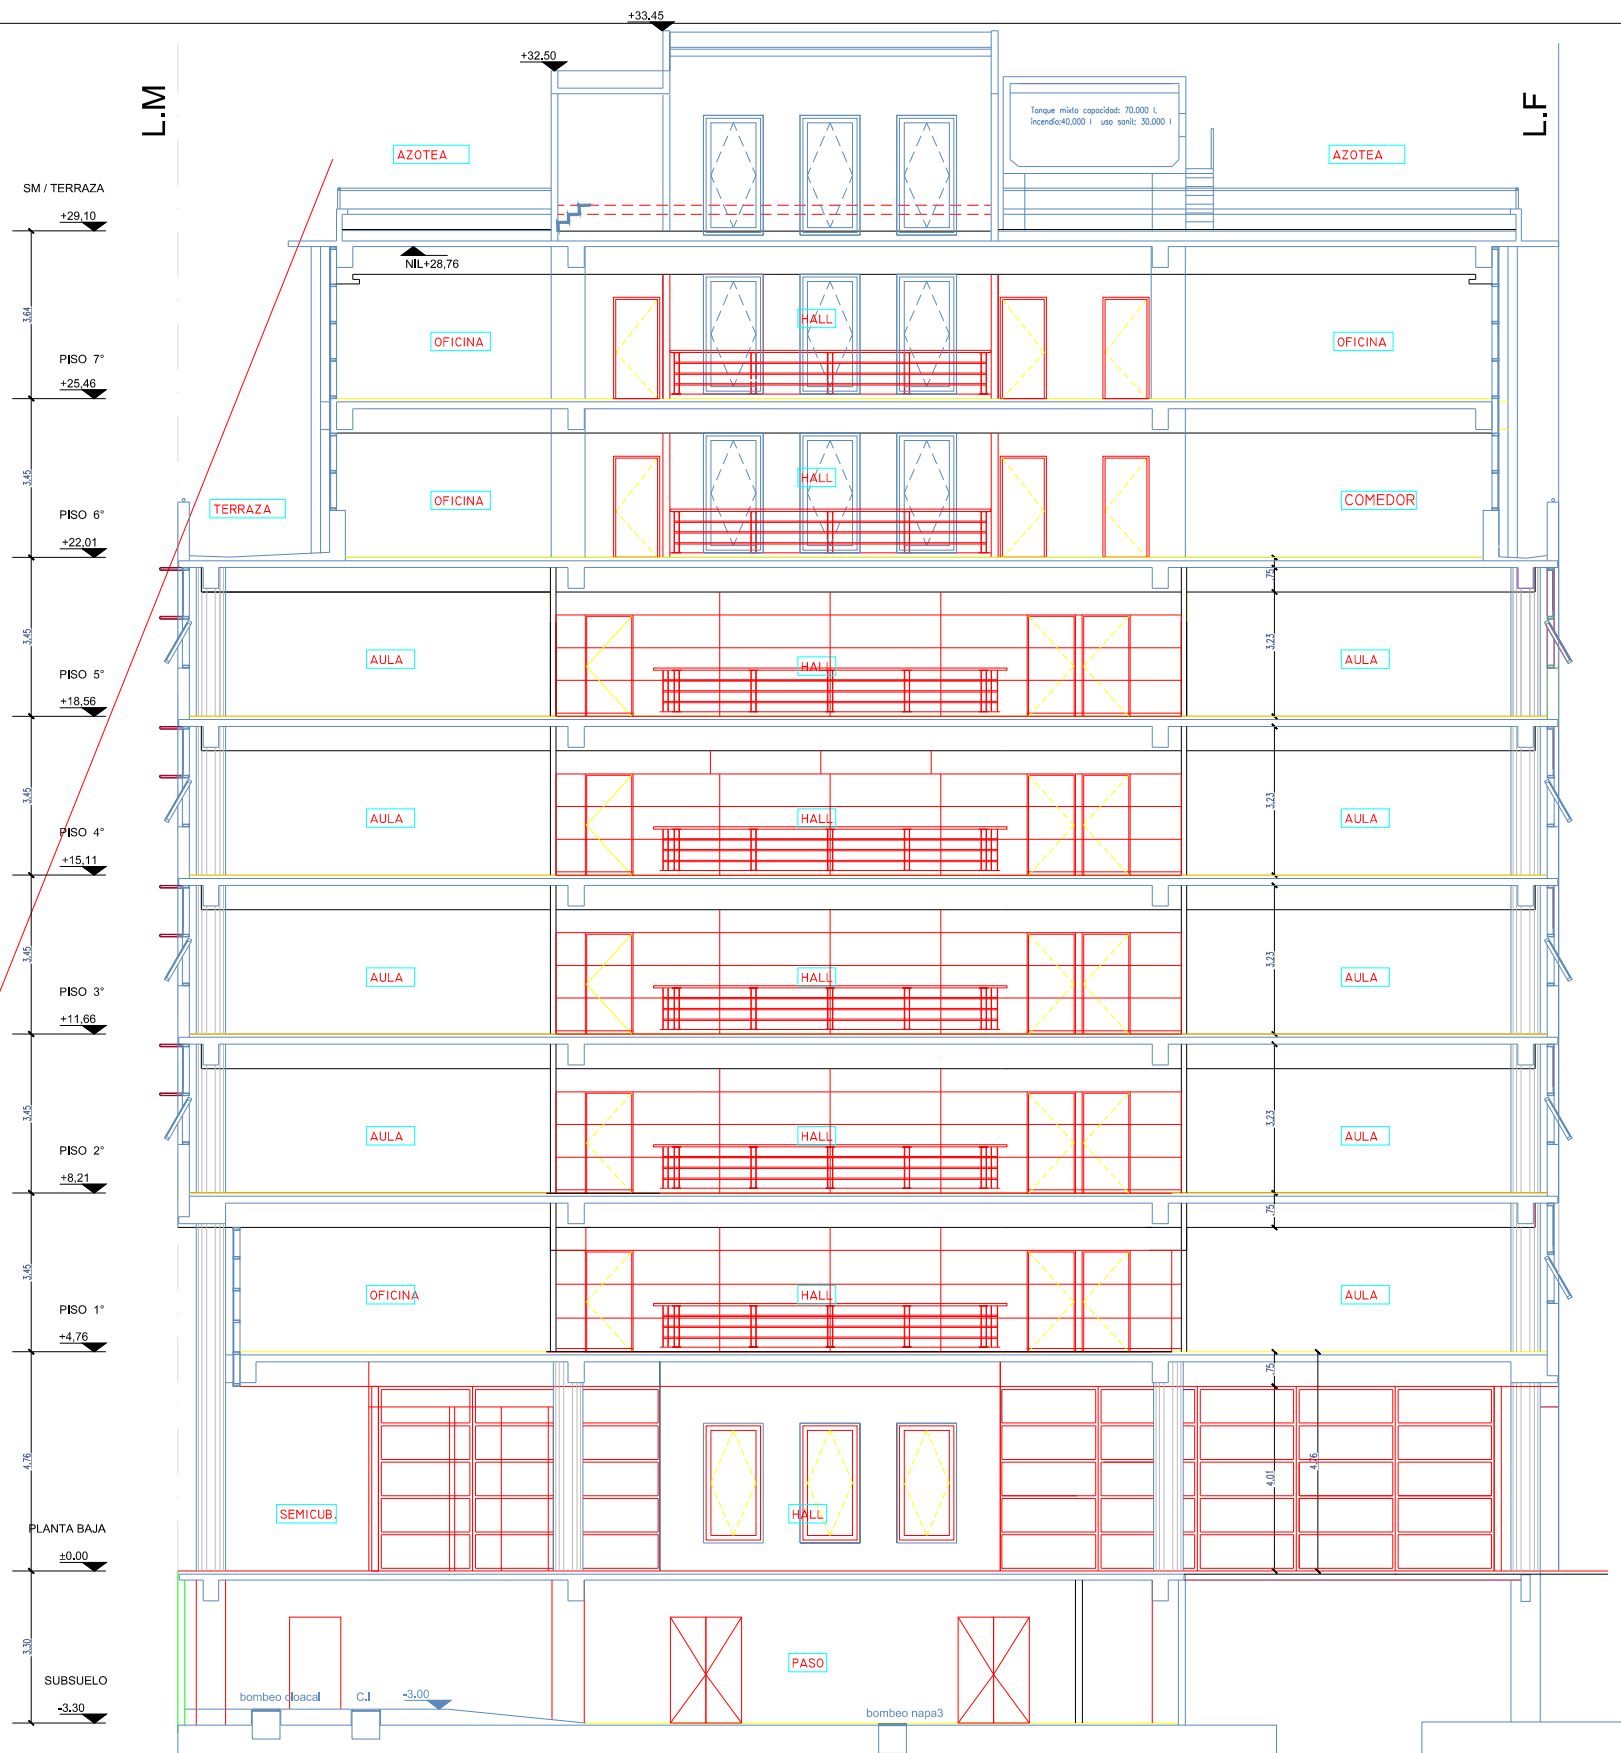 +33.45
+32.50
L.M
L.F
Tanque mixto capacidad: 70.000 l.
incendio:40.000 l uso sanit: 30.000 l
AZOTEA
AZOTEA
SM / TERRAZA
+29,10
NIL+28,76
3.64
HALL
OFICINA
OFICINA
PISO 7°
+25,46
3.45
HALL
OFICINA
COMEDOR
TERRAZA
PISO 6°
+22,01
.75
3.45
3.23
AULA
HALL
AULA
PISO 5°
+18,56
3.45
3.23
AULA
HALL
AULA
PISO 4°
+15,11
3.45
3.23
AULA
HALL
AULA
PISO 3°
+11,66
3.45
3.23
AULA
HALL
AULA
PISO 2°
+8,21
.75
3.45
OFICINA
HALL
AULA
PISO 1°
+4,76
.75
4.76
4.01
4.76
SEMICUB.
HALL
PLANTA BAJA
±0.00
3.30
PASO
SUBSUELO
-3.30
bombeo cloacal
C.I
-3.00
bombeo napa3